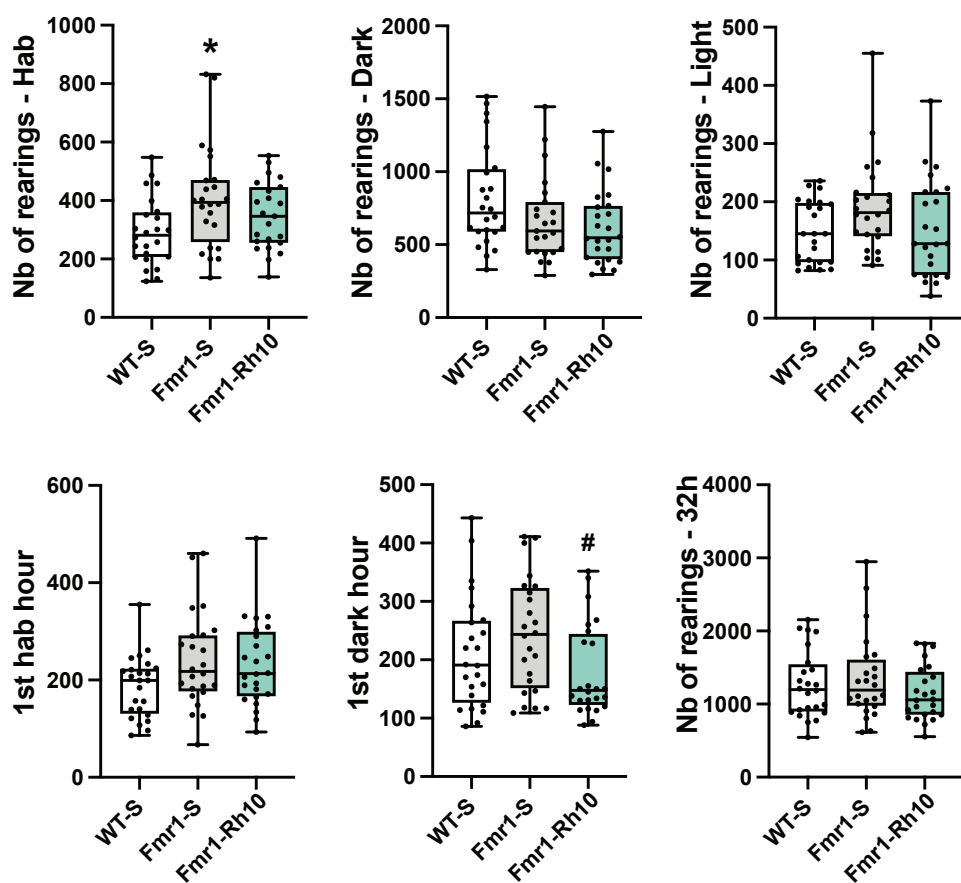 Nb of rearings - Hab
1000
800
600
400
200
0
*
WT-S
Fmr1-S
Fmr1-Rh10
Nb of rearings - Dark
2000
1500
1000
500
0
WT-S
Fmr1-S
Fmr1-Rh10
Nb of rearings - Light
500
400
300
200
100
0
WT-S
Fmr1-S
Fmr1-Rh10
1st hab hour
600
400
200
0
WT-S
Fmr1-S
Fmr1-Rh10
1st dark hour
500
400
300
200
100
0
#
WT-S
Fmr1-S
Fmr1-Rh10
Nb of rearings - 32h
4000
3000
2000
1000
0
WT-S
Fmr1-S
Fmr1-Rh10